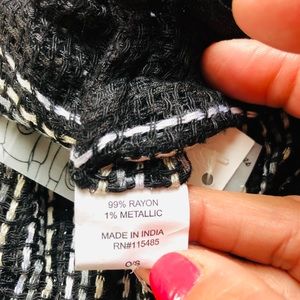 99% RAYON
1% METALLIC
MADE IN INDIA
RN#115485
O/S